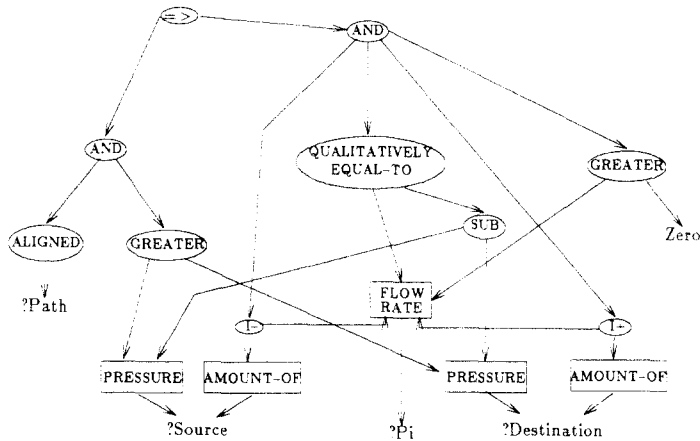 =>
AND
AND
QUALITATIVELY
EQUAL-TO
GREATER
ALIGNED
GREATER
SUB
Zero
?Path
FLOW
RATE
I-
I+
PRESSURE
AMOUNT-OF
PRESSURE
AMOUNT-OF
?Source
?Pi
?Destination